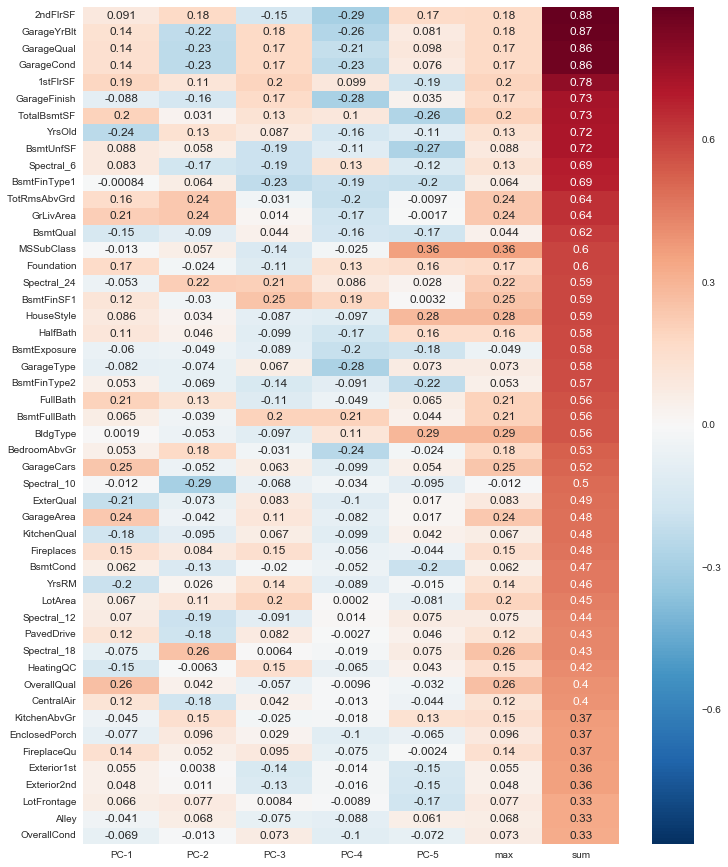 2ndFlrSF 0.091 0.18 -0.15 -0.29 0.17 0.18 0.88
GarageYrBlt 0.14 -0.22 0.18 -0.26 0.081 0.18 0.87
GarageQual 0.14 -0.23 0.17 -0.21 0.098 0.17 0.86
GarageCond 0.14 -0.23 0.17 -0.23 0.076 0.17 0.86
1stFlrSF 0.19 0.11 0.2 0.099 -0.19 0.2 0.78
GarageFinish -0.088 -0.16 0.17 -0.28 0.035 0.17 0.73
TotalBsmtSF 0.2 0.031 0.13 0.1 -0.26 0.2 0.73
YrsOld -0.24 0.13 0.087 -0.16 -0.11 0.13 0.72
BsmtUnfSF 0.088 0.058 -0.19 -0.11 -0.27 0.088 0.72
Spectral_6 0.083 -0.17 -0.19 0.13 -0.12 0.13 0.69
BsmtFinType1 -0.00084 0.064 -0.23 -0.19 -0.2 0.064 0.69
TotRmsAbvGrd 0.16 0.24 -0.031 -0.2 -0.0097 0.24 0.64
GrLivArea 0.21 0.24 0.014 -0.17 -0.0017 0.24 0.64
BsmtQual -0.15 -0.09 0.044 -0.16 -0.17 0.044 0.62
MSSubClass -0.013 0.057 -0.14 -0.025 0.36 0.36 0.6
Foundation 0.17 -0.024 -0.11 0.13 0.16 0.17 0.6
Spectral_24 -0.053 0.22 0.21 0.086 0.028 0.22 0.59
BsmtFinSF1 0.12 -0.03 0.25 0.19 0.0032 0.25 0.59
HouseStyle 0.086 0.034 -0.087 -0.097 0.28 0.28 0.59
HalfBath 0.11 0.046 -0.099 -0.17 0.16 0.16 0.58
BsmtExposure -0.06 -0.049 -0.089 -0.2 -0.18 -0.049 0.58
GarageType -0.082 -0.074 0.067 -0.28 0.073 0.073 0.58
BsmtFinType2 0.053 -0.069 -0.14 -0.091 -0.22 0.053 0.57
FullBath 0.21 0.13 -0.11 -0.049 0.065 0.21 0.56
BsmtFullBath 0.065 -0.039 0.2 0.21 0.044 0.21 0.56
BldgType 0.0019 -0.053 -0.097 0.11 0.29 0.29 0.56
BedroomAbvGr 0.053 0.18 -0.031 -0.24 -0.024 0.18 0.53
GarageCars 0.25 -0.052 0.063 -0.099 0.054 0.25 0.52
Spectral_10 -0.012 -0.29 -0.068 -0.034 -0.095 -0.012 0.5
ExterQual -0.21 -0.073 0.083 -0.1 0.017 0.083 0.49
GarageArea 0.24 -0.042 0.11 -0.082 0.017 0.24 0.48
KitchenQual -0.18 -0.095 0.067 -0.099 0.042 0.067 0.48
Fireplaces 0.15 0.084 0.15 -0.056 -0.044 0.15 0.48
BsmtCond 0.062 -0.13 -0.02 -0.052 -0.2 0.062 0.47
YrsRM -0.2 0.026 0.14 -0.089 -0.015 0.14 0.46
LotArea 0.067 0.11 0.2 0.0002 -0.081 0.2 0.45
Spectral_12 0.07 -0.19 -0.091 0.014 0.075 0.075 0.44
PavedDrive 0.12 -0.18 0.082 -0.0027 0.046 0.12 0.43
Spectral_18 -0.075 0.26 0.0064 -0.019 0.075 0.26 0.43
HeatingQC -0.15 -0.0063 0.15 -0.065 0.043 0.15 0.42
OverallQual 0.26 0.042 -0.057 -0.0096 -0.032 0.26 0.4
CentralAir 0.12 -0.18 0.042 -0.013 -0.044 0.12 0.4
KitchenAbvGr -0.045 0.15 -0.025 -0.018 0.13 0.15 0.37
EnclosedPorch -0.077 0.096 0.029 -0.1 -0.065 0.096 0.37
FireplaceQu 0.14 0.052 0.095 -0.075 -0.0024 0.14 0.37
Exterior1st 0.055 0.0038 -0.14 -0.014 -0.15 0.055 0.36
Exterior2nd 0.048 0.011 -0.13 -0.016 -0.15 0.048 0.36
LotFrontage 0.066 0.077 0.0084 -0.0089 -0.17 0.077 0.33
Alley -0.041 0.068 -0.075 -0.088 0.061 0.068 0.33
OverallCond -0.069 -0.013 0.073 -0.1 -0.072 0.073 0.33
PC-1 PC-2 PC-3 PC-4 PC-5 max sum
0.6
0.3
0.0
−0.3
−0.6